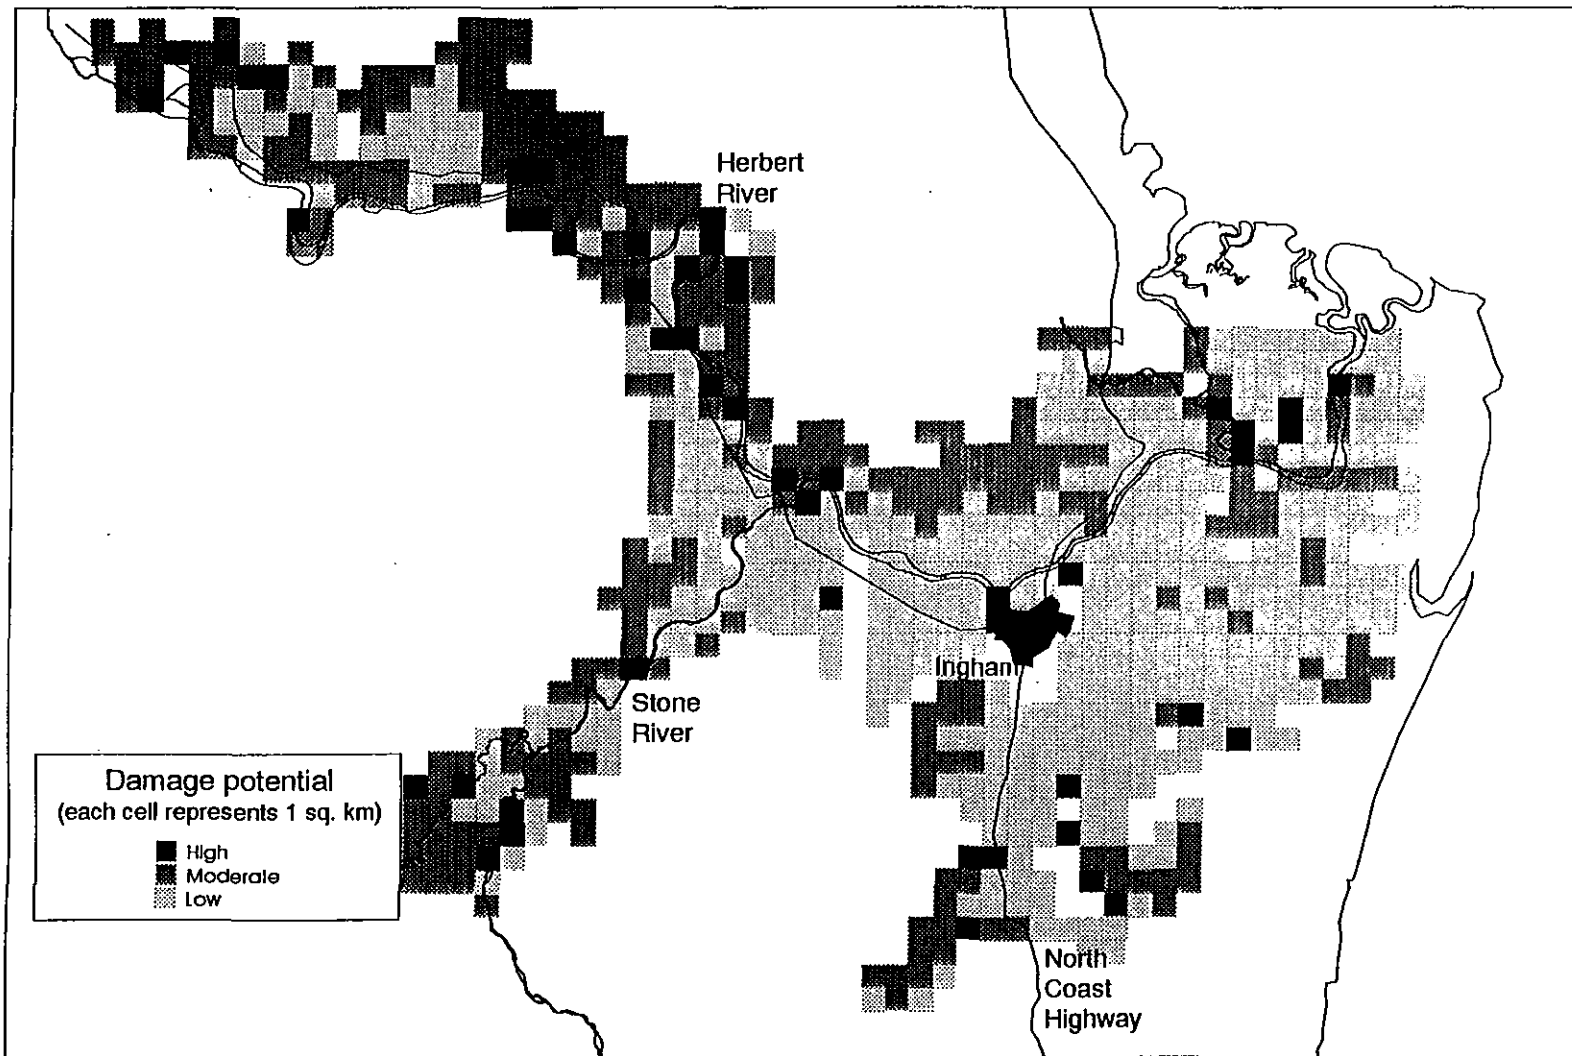 Herbert
River
Ingham
Stone
River
Damage potential
(each cell represents 1 sq. km)
High
Moderate
Low
North
Coast
Highway